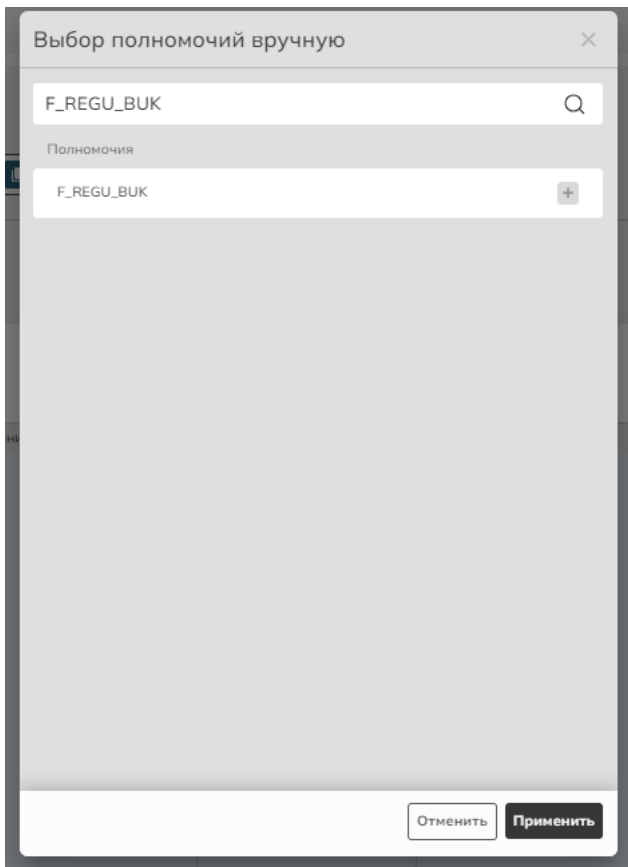 Выбор полномочий вручную
F_REGU_BUK
Полномочия
F_REGU_BUK
Отменить Применить